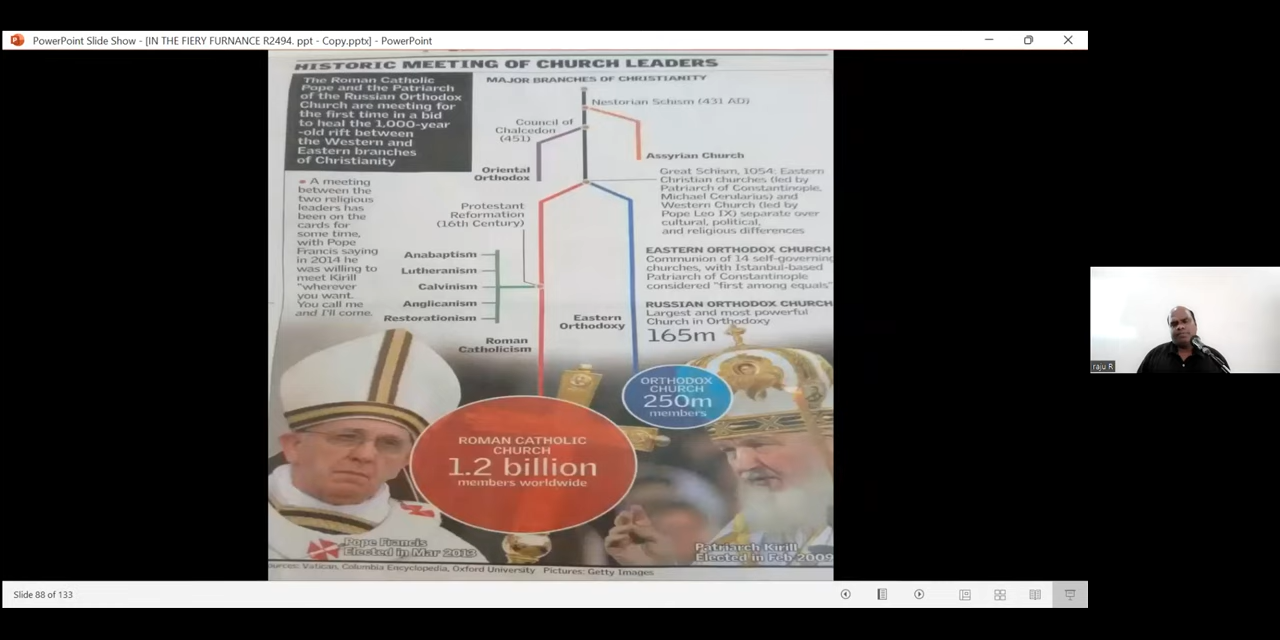 PowerPoint Slide Show - [IN THE FIERY FURNANCE R2494. ppt - Copy.pptx] - PowerPoint
HISTORIC MEETING OF CHURCH LEADERS
The Roman Catholic
Pope and the Patriarch
of the Russian Orthodox
Church are meeting for
the first time in a bid
to heal the 1,000-year
-old rift between
the Western and
Eastern branches
of Christianity
• A meeting
between the
two religious
leaders has
been on the
cards for
some time,
with Pope
Francis saying
in 2014 he
was willing to
meet Kirill
"wherever
you want.
You call me
and I'll come.
MAJOR BRANCHES OF CHRISTIANITY
Nestorian Schism (431 AD)
Council of
Chalcedon
(451)
Assyrian Church
Oriental
Orthodox
Great Schism, 1054: Eastern
Christian churches (led by
Patriarch of Constantinople,
Michael Cerularius) and
Western Church (led by
Pope Leo IX) separate over
cultural, political,
and religious differences
Protestant
Reformation
(16th Century)
Anabaptism
Lutheranism
Calvinism
Anglicanism
Restorationism
EASTERN ORTHODOX CHURCH
Communion of 14 self-governing
churches, with Istanbul-based
Patriarch of Constantinople
considered "first among equals"
RUSSIAN ORTHODOX CHURCH
Largest and most powerful
Church in Orthodoxy
165m
Eastern
Orthodoxy
Roman
Catholicism
ORTHODOX
CHURCH
250m
members
ROMAN CATHOLIC
CHURCH
1.2 billion
members worldwide
Pope Francis
Elected in Mar 2013
Patriarch Kirill
Elected in Feb 2009
Sources: Vatican, Columbia Encyclopedia, Oxford University Pictures: Getty Images
raju R
Slide 88 of 133